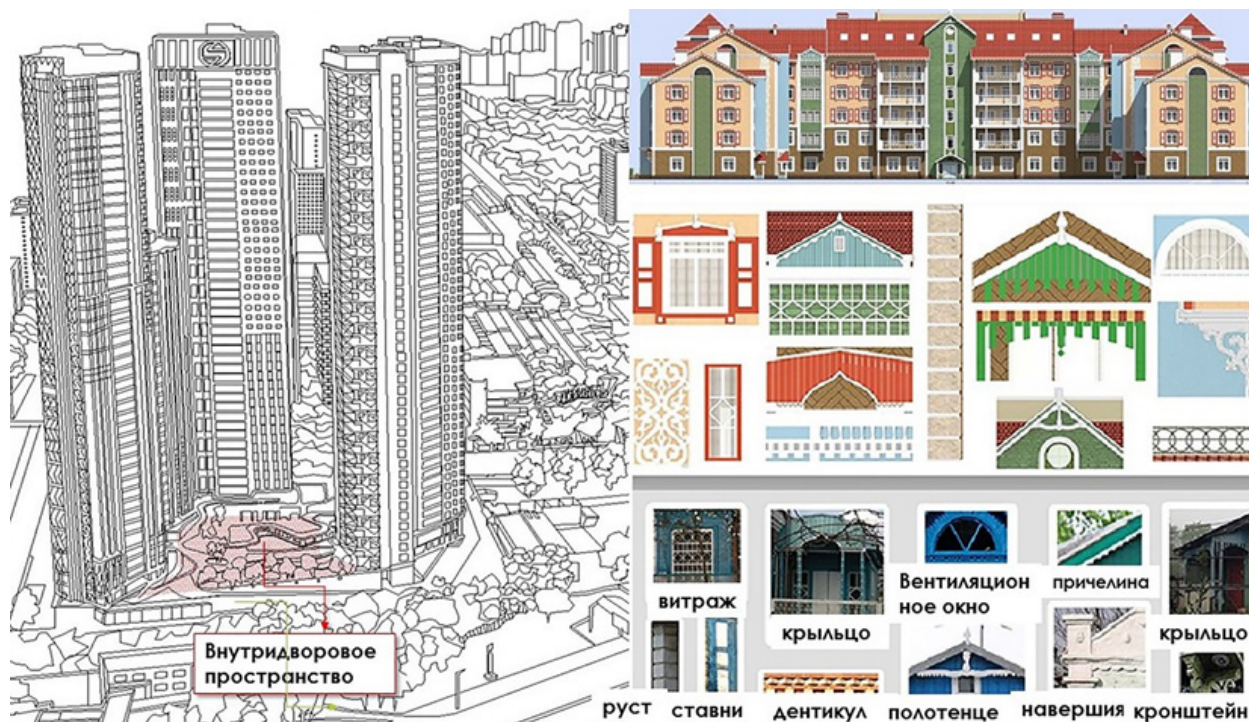 Внутридворовое
пространство
витраж
крыльцо
Вентиляцион
ное окно
причелина
крыльцо
руст
ставни
дентикул
полотенце
навершия
кронштейн